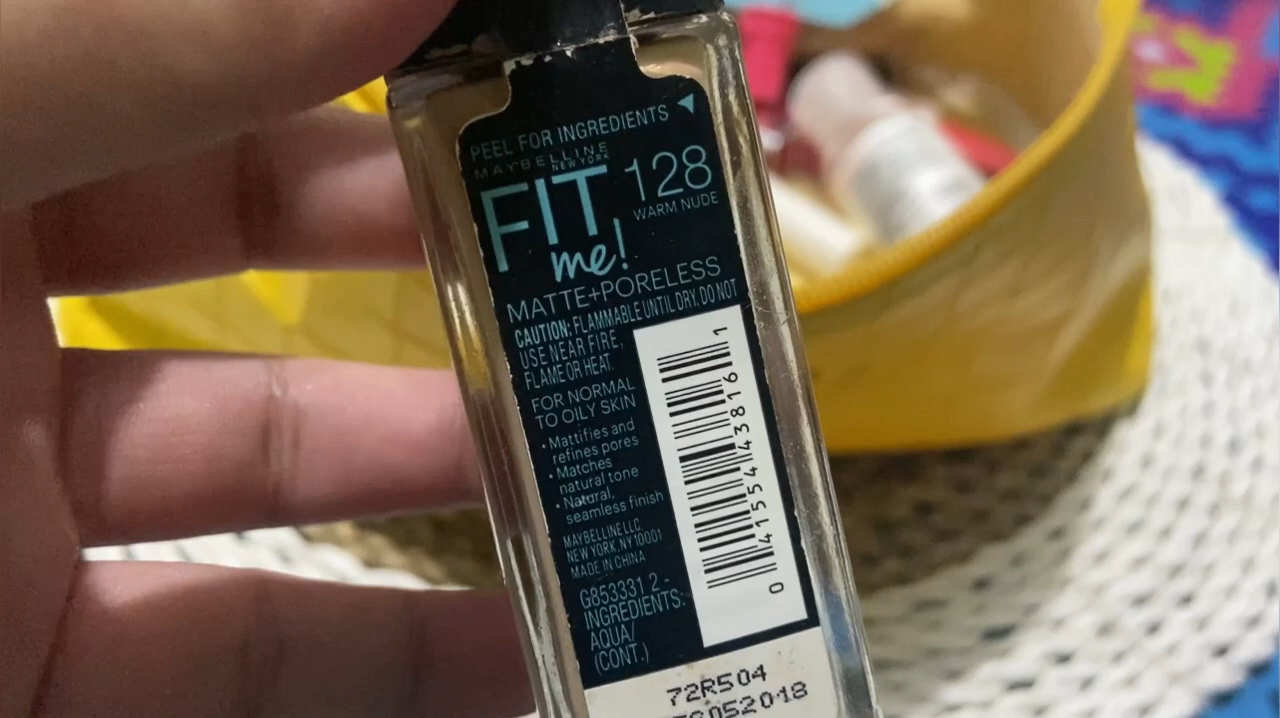 PEEL FOR INGREDIENTS
MAYBELLINE
NEW YORK
FIT
me!
128
WARM NUDE
MATTE+PORELESS
CAUTION: FLAMMABLE UNTIL DRY. DO NOT
USE NEAR FIRE,
FLAME OR HEAT.
FOR NORMAL
TO OILY SKIN
• Mattifies and
refines pores
• Matches
natural tone
• Natural,
seamless finish
MAYBELLINE LLC
NEW YORK, NY 10001
MADE IN CHINA
G853331 2 -
INGREDIENTS:
AQUA/
(CONT.)
0 41554 43816 1
72R504